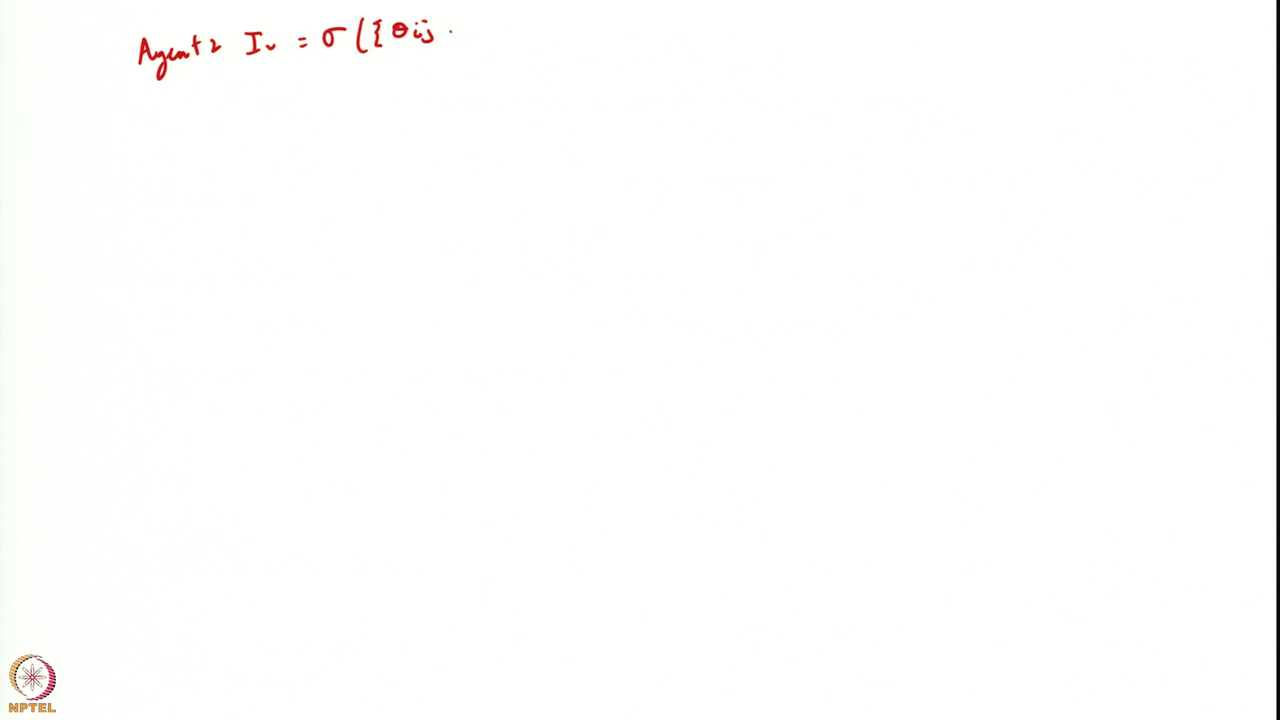 Agent 2 I₂ = σ({θij
NPTEL